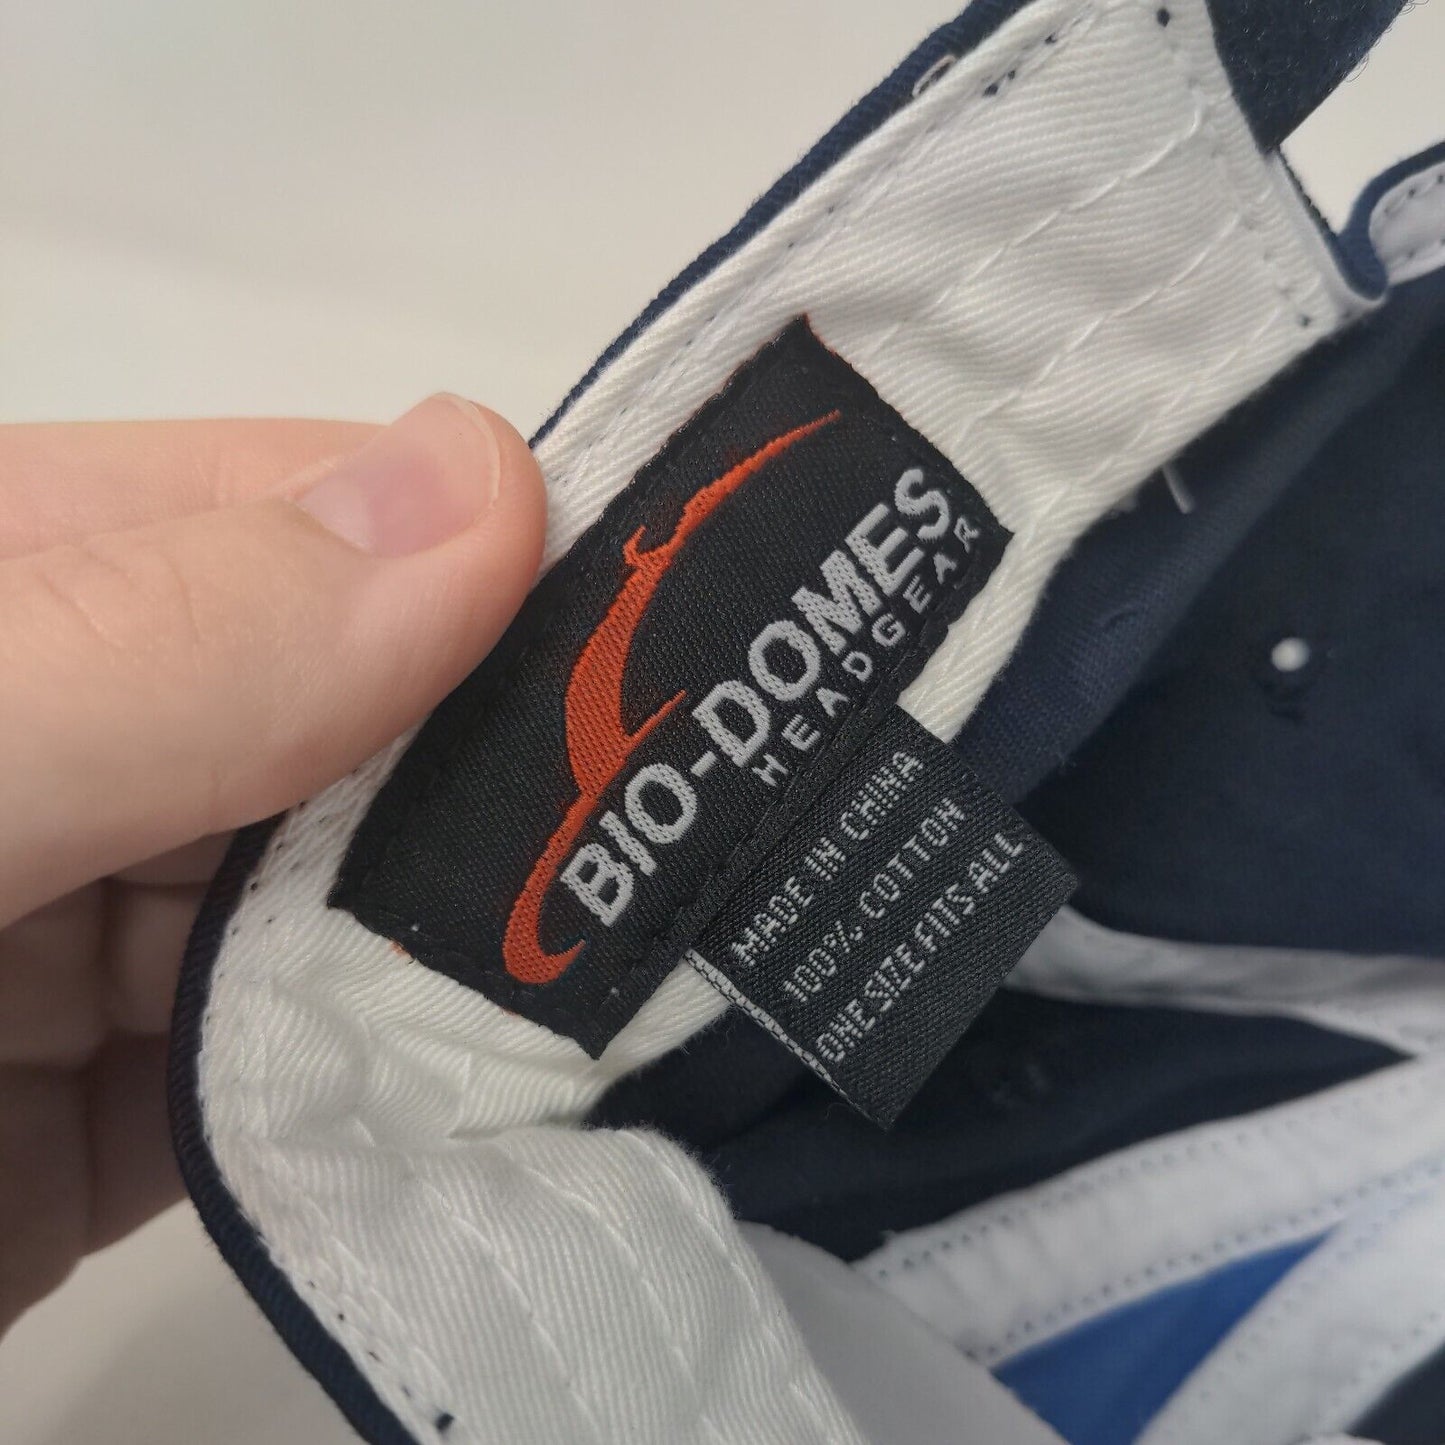 BIO-DOMES
HEADGEAR
MADE IN CHINA
100% COTTON
ONE SIZE FITS ALL